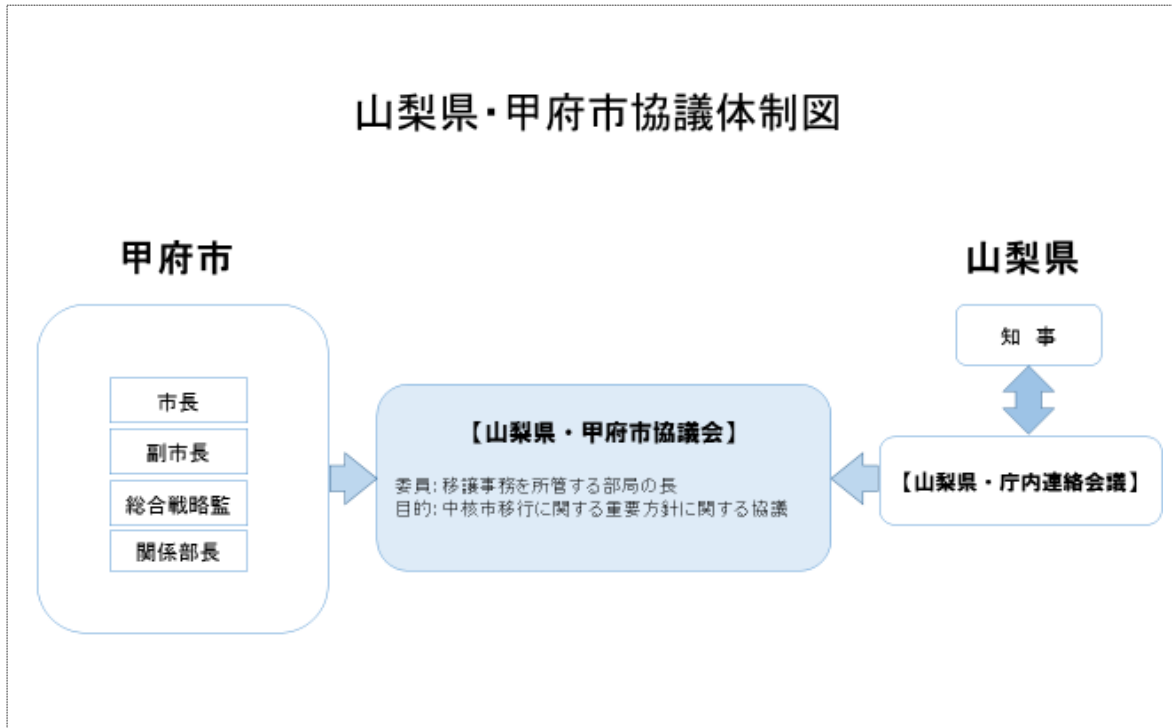 山梨県・甲府市協議体制図
甲府市
市長
副市長
総合戦略監
関係部長
【山梨県・甲府市協議会】
委員: 移譲事務を所管する部局の長
目的: 中核市移行に関する重要方針に関する協議
山梨県
知　事
【山梨県・庁内連絡会議】